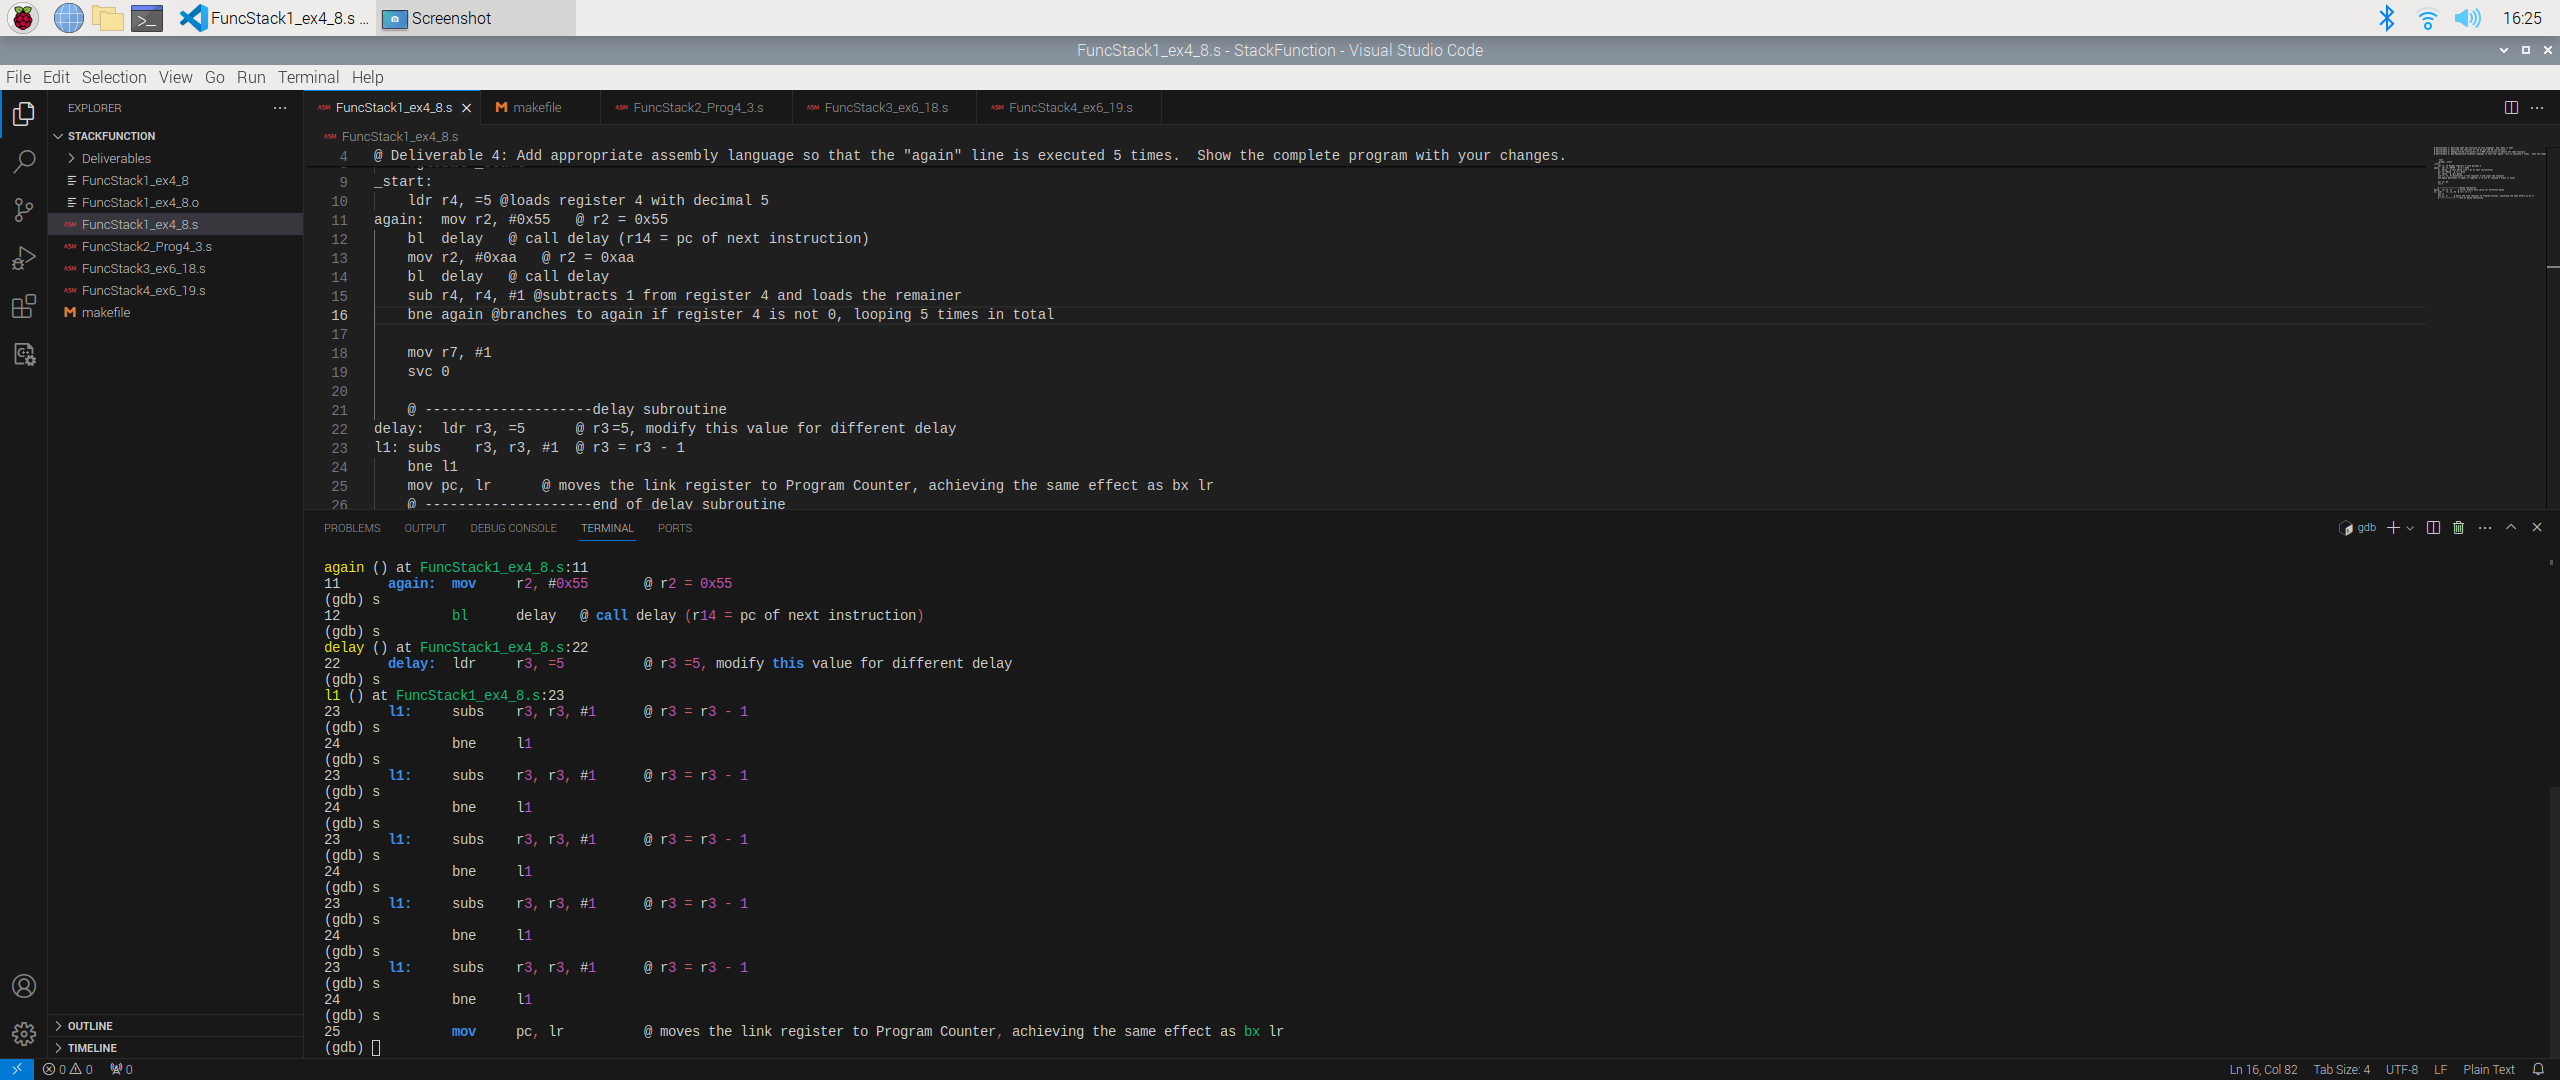 FuncStack1_ex4_8.s ...
Screenshot
16:25
FuncStack1_ex4_8.s - StackFunction - Visual Studio Code
File Edit Selection View Go Run Terminal Help
EXPLORER
STACKFUNCTION
Deliverables
FuncStack1_ex4_8
FuncStack1_ex4_8.o
ASM FuncStack1_ex4_8.s
ASM FuncStack2_Prog4_3.s
ASM FuncStack3_ex6_18.s
ASM FuncStack4_ex6_19.s
M makefile
OUTLINE
TIMELINE
ASM FuncStack1_ex4_8.s
M makefile
ASM FuncStack2_Prog4_3.s
ASM FuncStack3_ex6_18.s
ASM FuncStack4_ex6_19.s
ASM FuncStack1_ex4_8.s
4 @ Deliverable 4: Add appropriate assembly language so that the "again" line is executed 5 times.  Show the complete program with your changes.
9 _start:
10 ldr r4, =5 @loads register 4 with decimal 5
11 again: mov r2, #0x55 @ r2 = 0x55
12 bl delay @ call delay (r14 = pc of next instruction)
13 mov r2, #0xaa @ r2 = 0xaa
14 bl delay @ call delay
15 sub r4, r4, #1 @subtracts 1 from register 4 and loads the remainer
16 bne again @branches to again if register 4 is not 0, looping 5 times in total
17
18 mov r7, #1
19 svc 0
20
21 @ --------------------delay subroutine
22 delay: ldr r3, =5 @ r3 =5, modify this value for different delay
23 l1: subs r3, r3, #1 @ r3 = r3 - 1
24 bne l1
25 mov pc, lr @ moves the link register to Program Counter, achieving the same effect as bx lr
26 @ --------------------end of delay subroutine
PROBLEMS OUTPUT DEBUG CONSOLE TERMINAL PORTS
gdb
again () at FuncStack1_ex4_8.s:11
11 again: mov r2, #0x55 @ r2 = 0x55
(gdb) s
12 bl delay @ call delay (r14 = pc of next instruction)
(gdb) s
delay () at FuncStack1_ex4_8.s:22
22 delay: ldr r3, =5 @ r3 =5, modify this value for different delay
(gdb) s
l1 () at FuncStack1_ex4_8.s:23
23 l1: subs r3, r3, #1 @ r3 = r3 - 1
(gdb) s
24 bne l1
(gdb) s
23 l1: subs r3, r3, #1 @ r3 = r3 - 1
(gdb) s
24 bne l1
(gdb) s
23 l1: subs r3, r3, #1 @ r3 = r3 - 1
(gdb) s
24 bne l1
(gdb) s
23 l1: subs r3, r3, #1 @ r3 = r3 - 1
(gdb) s
24 bne l1
(gdb) s
23 l1: subs r3, r3, #1 @ r3 = r3 - 1
(gdb) s
24 bne l1
(gdb) s
25 mov pc, lr @ moves the link register to Program Counter, achieving the same effect as bx lr
(gdb)
0 0 0
Ln 16, Col 82 Tab Size: 4 UTF-8 LF Plain Text